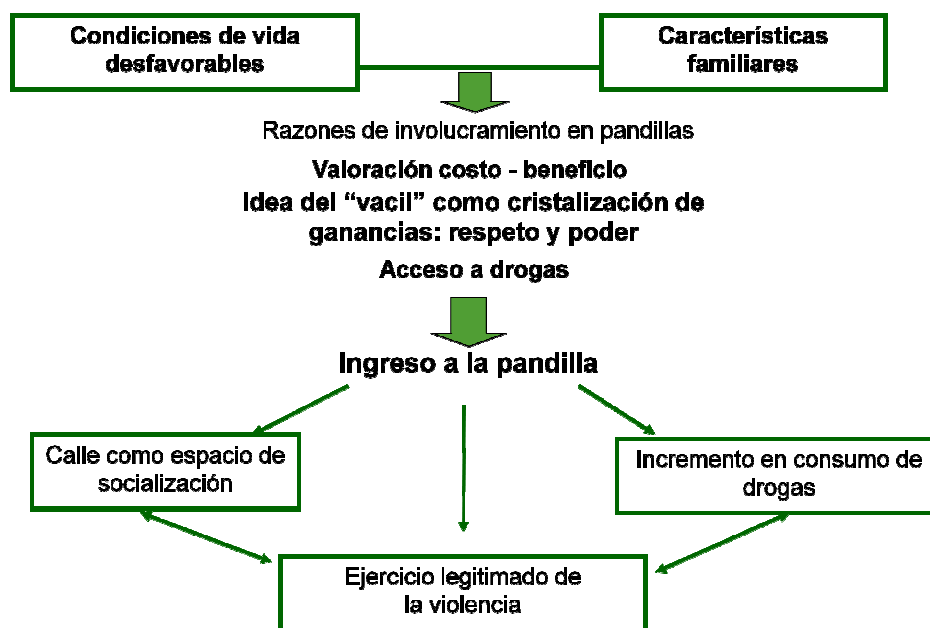 Condiciones de vida
desfavorables
Características
familiares
Razones de involucramiento en pandillas
Valoración costo - beneficio
Idea del “vacil” como cristalización de
ganancias: respeto y poder
Acceso a drogas
Ingreso a la pandilla
Calle como espacio de
socialización
Incremento en consumo de
drogas
Ejercicio legitimado de
la violencia